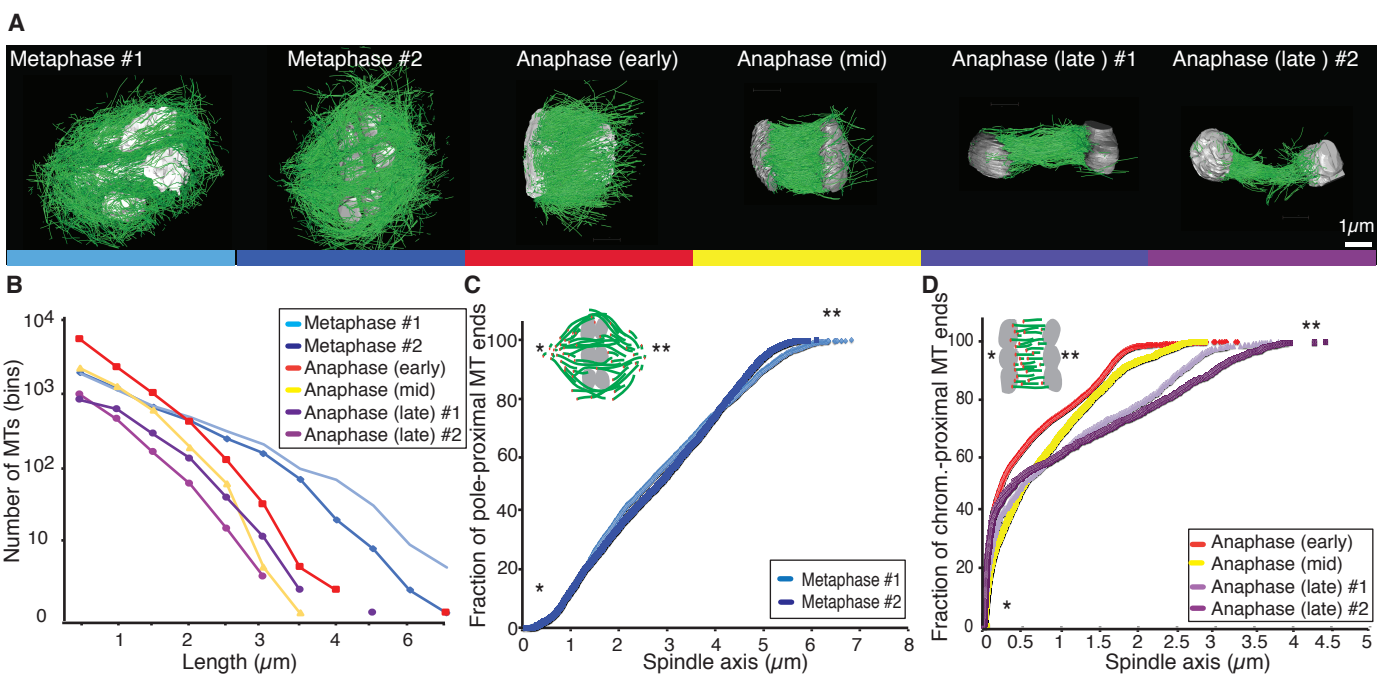 A
Metaphase #1
Metaphase #2
Anaphase (early)
Anaphase (mid)
Anaphase (late ) #1
Anaphase (late ) #2
1µm
B
Number of MTs (bins)
10⁴
10³
10²
10
0
1
2
3
4
6
Length (µm)
Metaphase #1
Metaphase #2
Anaphase (early)
Anaphase (mid)
Anaphase (late) #1
Anaphase (late) #2
C
Fraction of pole-proximal MT ends
100
80
60
40
20
0
0
1
2
3
4
5
6
7
8
Spindle axis (µm)
*
**
**
*
Metaphase #1
Metaphase #2
D
Fraction of chrom.-proximal MT ends
100
80
60
40
20
0
0
0.5
1
1.5
2
2.5
3
3.5
4
4.5
5
Spindle axis (µm)
*
**
**
*
Anaphase (early)
Anaphase (mid)
Anaphase (late) #1
Anaphase (late) #2